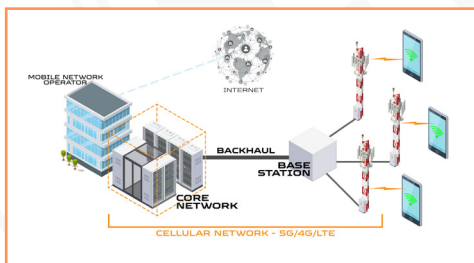 INTERNET
MOBILE NETWORK
OPERATOR
BACKHAUL
BASE
STATION
CORE
NETWORK
CELLULAR NETWORK - 5G/4G/LTE